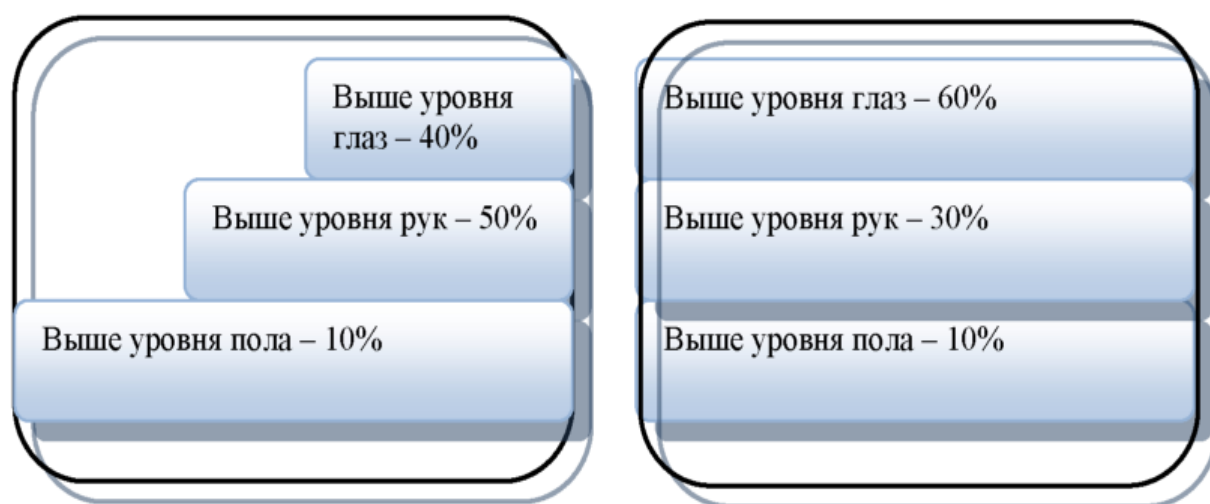 Выше уровня
глаз – 40%
Выше уровня рук – 50%
Выше уровня пола – 10%
Выше уровня глаз – 60%
Выше уровня рук – 30%
Выше уровня пола – 10%